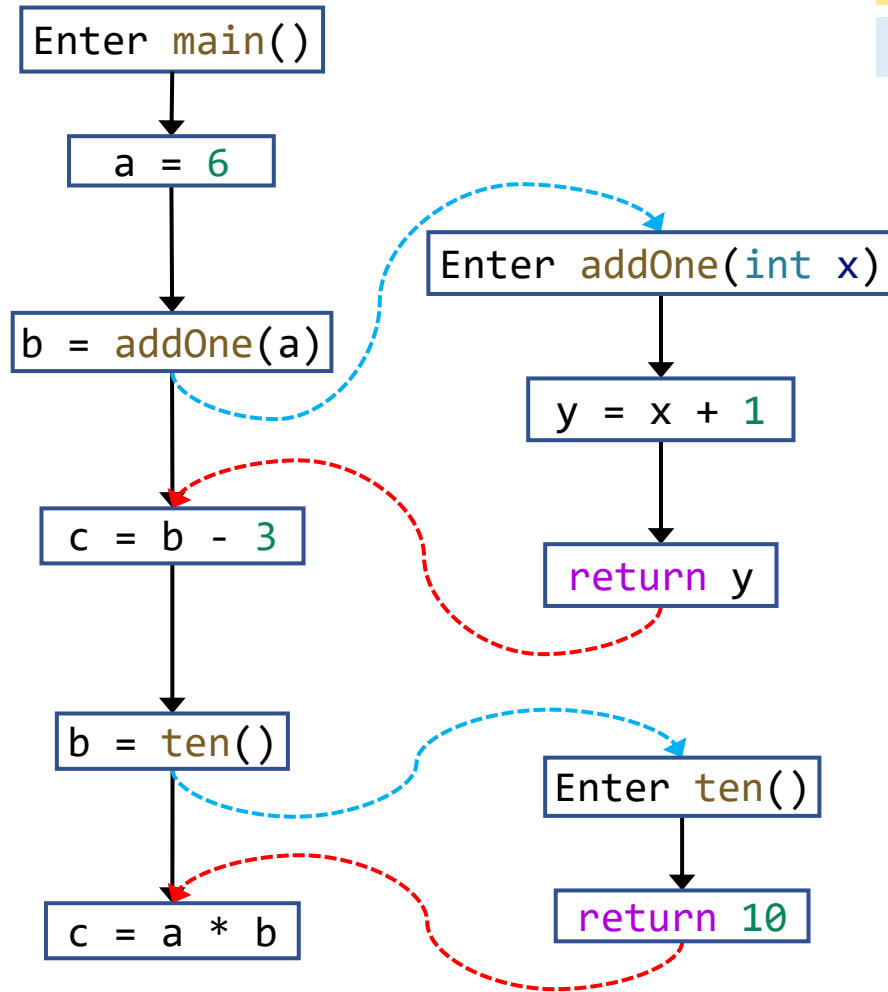 Enter main()
a = 6
b = addOne(a)
c = b - 3
b = ten()
c = a * b
Enter addOne(int x)
y = x + 1
return y
Enter ten()
return 10